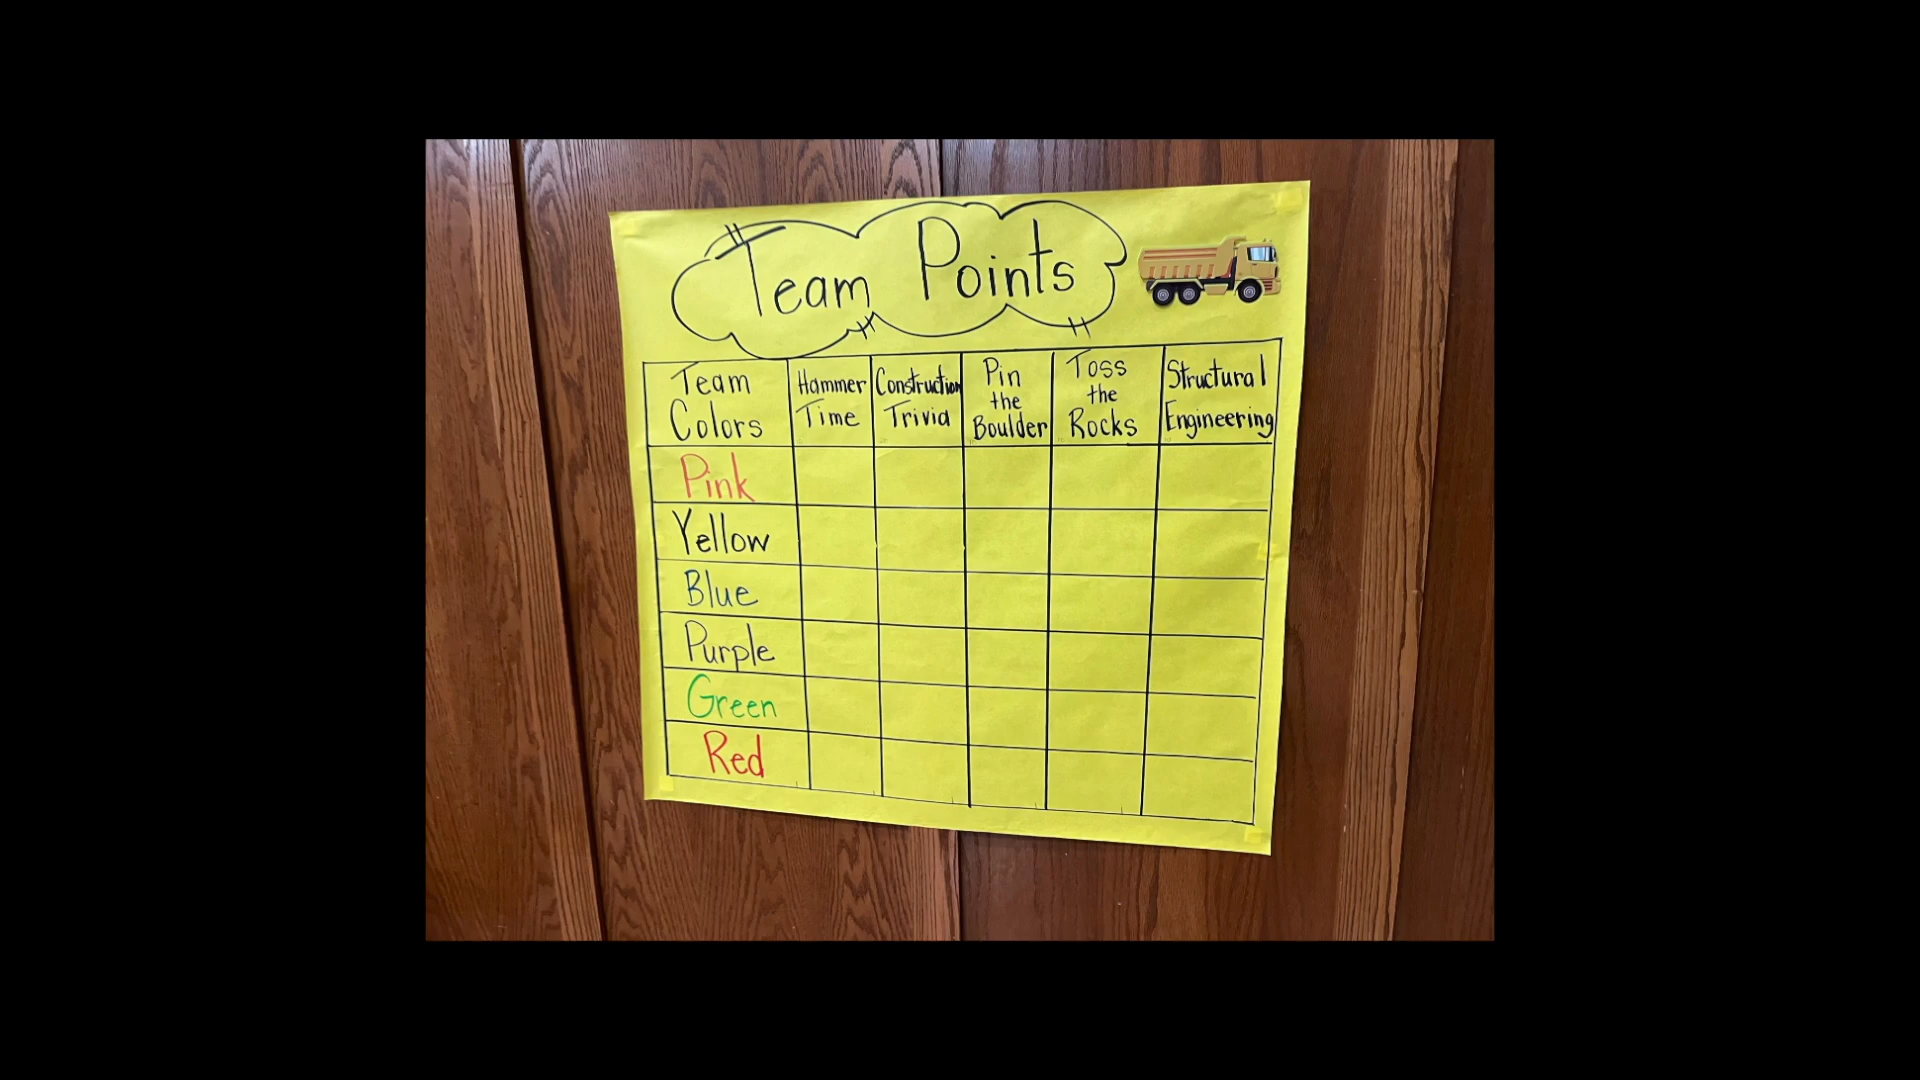 Team Points
Team Colors
Hammer Time
Construction Trivia
Pin the Boulder
Toss the Rocks
Structural Engineering
Pink
Yellow
Blue
Purple
Green
Red